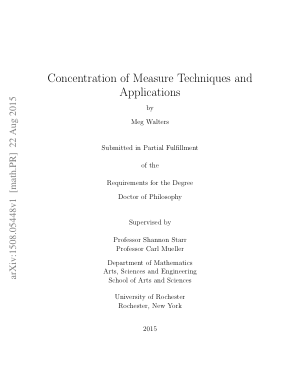 Concentration of Measure Techniques and
Applications
by
Meg Walters
Submitted in Partial Fulfillment
of the
Requirements for the Degree
Doctor of Philosophy
Supervised by
Professor Shannon Starr
Professor Carl Mueller
Department of Mathematics
Arts, Sciences and Engineering
School of Arts and Sciences
University of Rochester
Rochester, New York
2015
arXiv:1508.05448v1 [math.PR] 22 Aug 2015